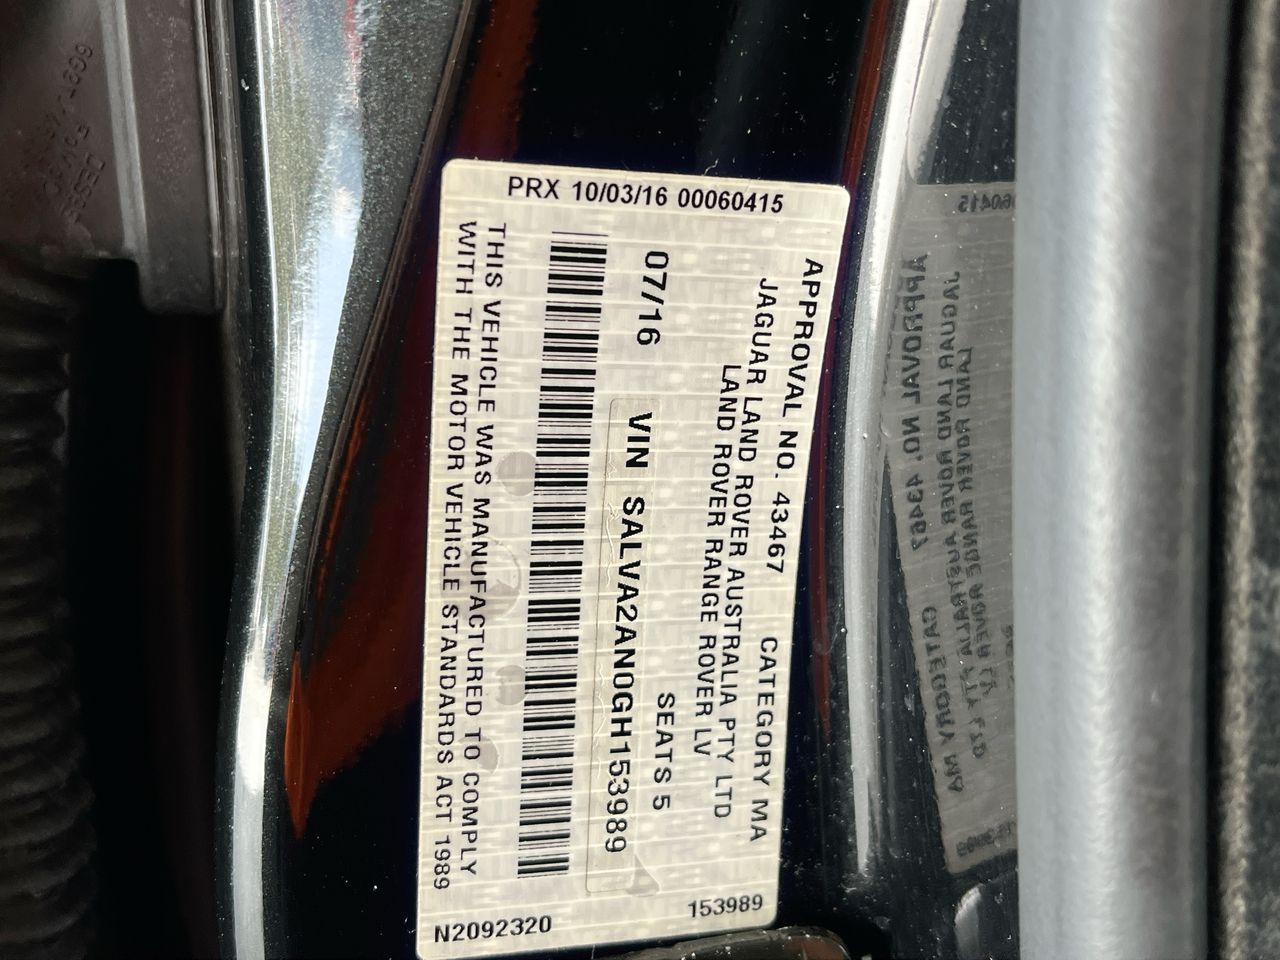 PRX 10/03/16 00060415
APPROVAL NO. 43467 CATEGORY MA
JAGUAR LAND ROVER AUSTRALIA PTY LTD
LAND ROVER RANGE ROVER LV
07/16 SEATS 5
VIN SALVA2AN0GH153989
THIS VEHICLE WAS MANUFACTURED TO COMPLY
WITH THE MOTOR VEHICLE STANDARDS ACT 1989
N2092320
153989